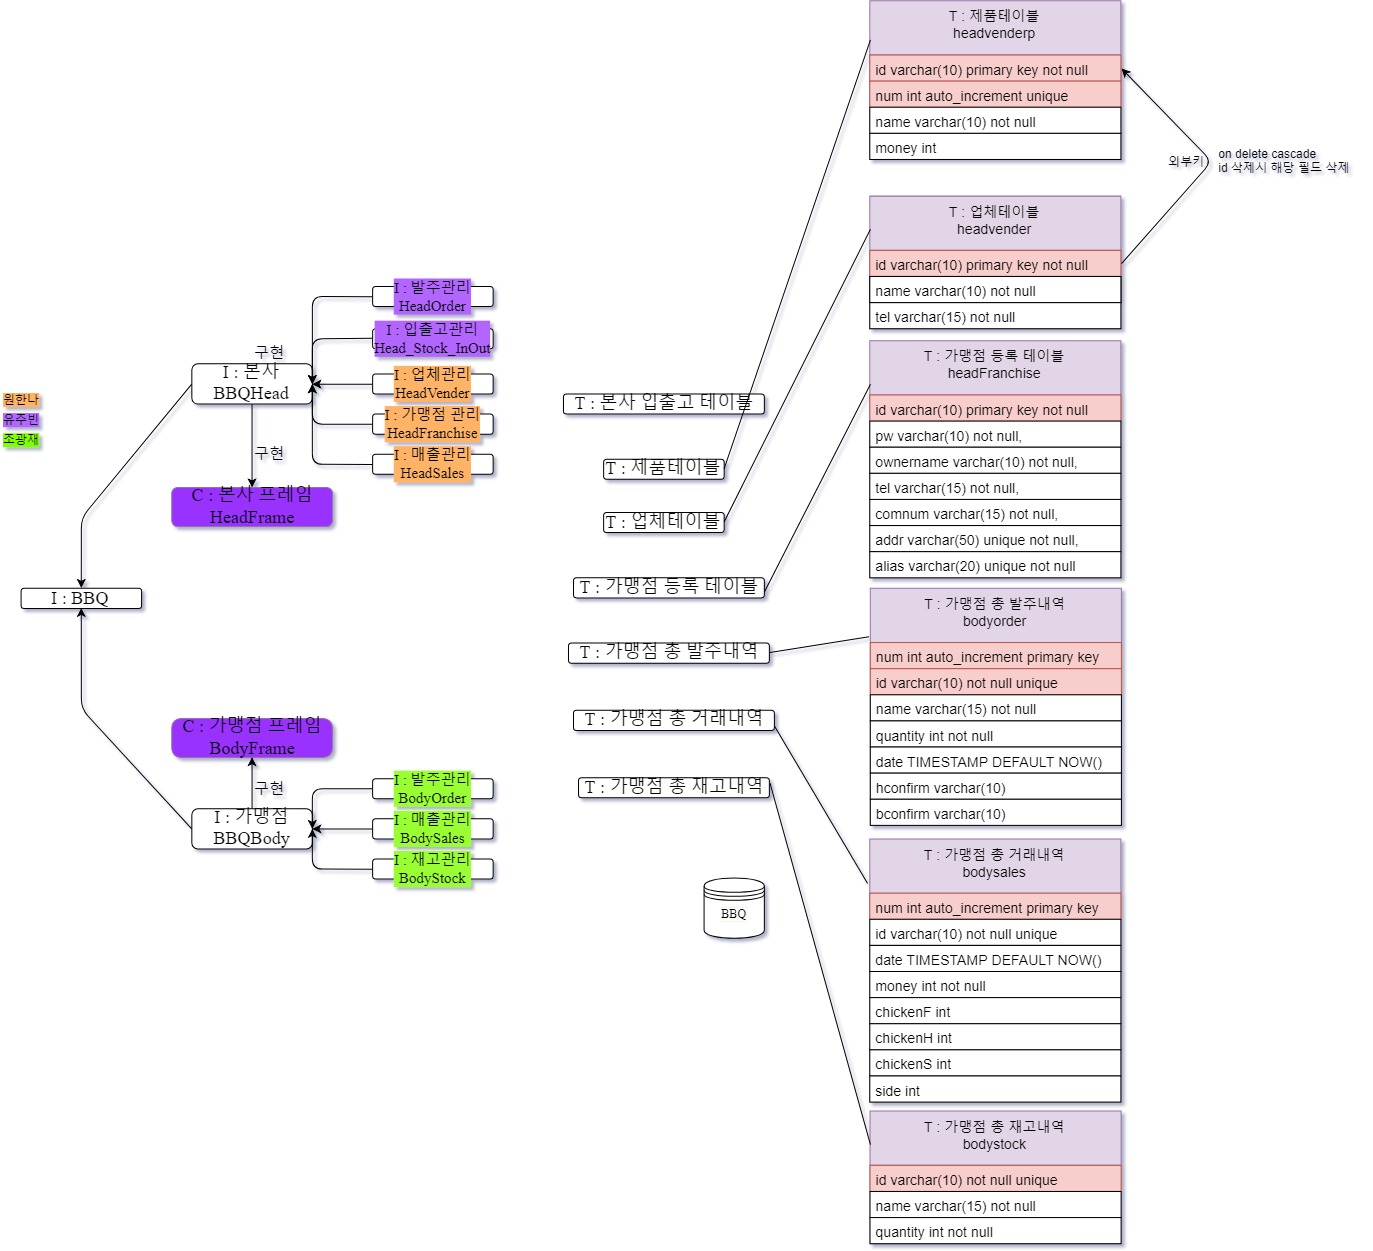 원한나
유주빈
조광재
구현
I : 본사
BBQHead
구현
C : 본사 프레임
HeadFrame
I : 발주관리
HeadOrder
I : 입출고관리
Head_Stock_InOut
I : 업체관리
HeadVender
I : 가맹점 관리
HeadFranchise
I : 매출관리
HeadSales
I : BBQ
C : 가맹점 프레임
BodyFrame
구현
I : 가맹점
BBQBody
I : 발주관리
BodyOrder
I : 매출관리
BodySales
I : 재고관리
BodyStock
T : 본사 입출고 테이블
T : 제품테이블
T : 업체테이블
T : 가맹점 등록 테이블
T : 가맹점 총 발주내역
T : 가맹점 총 거래내역
T : 가맹점 총 재고내역
BBQ
T : 제품테이블
headvenderp
id varchar(10) primary key not null
num int auto_increment unique
name varchar(10) not null
money int
외부키
on delete cascade
id 삭제시 해당 필드 삭제
T : 업체테이블
headvender
id varchar(10) primary key not null
name varchar(10) not null
tel varchar(15) not null
T : 가맹점 등록 테이블
headFranchise
id varchar(10) primary key not null
pw varchar(10) not null,
ownername varchar(10) not null,
tel varchar(15) not null,
comnum varchar(15) not null,
addr varchar(50) unique not null,
alias varchar(20) unique not null
T : 가맹점 총 발주내역
bodyorder
num int auto_increment primary key
id varchar(10) not null unique
name varchar(15) not null
quantity int not null
date TIMESTAMP DEFAULT NOW()
hconfirm varchar(10)
bconfirm varchar(10)
T : 가맹점 총 거래내역
bodysales
num int auto_increment primary key
id varchar(10) not null unique
date TIMESTAMP DEFAULT NOW()
money int not null
chickenF int
chickenH int
chickenS int
side int
T : 가맹점 총 재고내역
bodystock
id varchar(10) not null unique
name varchar(15) not null
quantity int not null